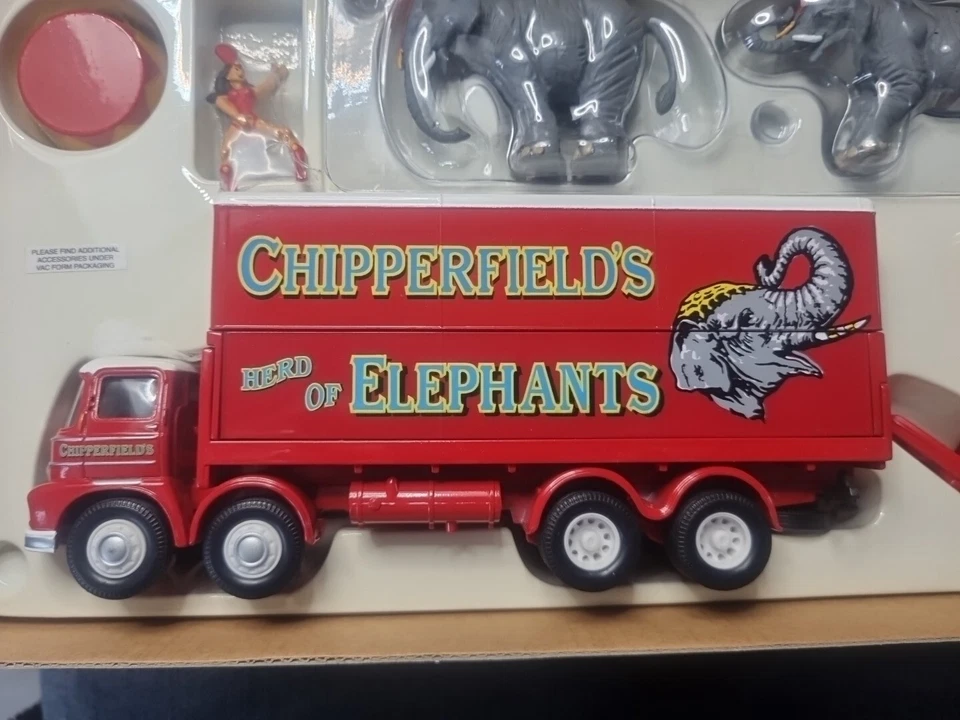 PLEASE FIND ADDITIONAL
ACCESSORIES UNDER
VAC FORM PACKAGING
CHIPPERFIELD'S
HERD
OF ELEPHANTS
CHIPPERFIELD'S